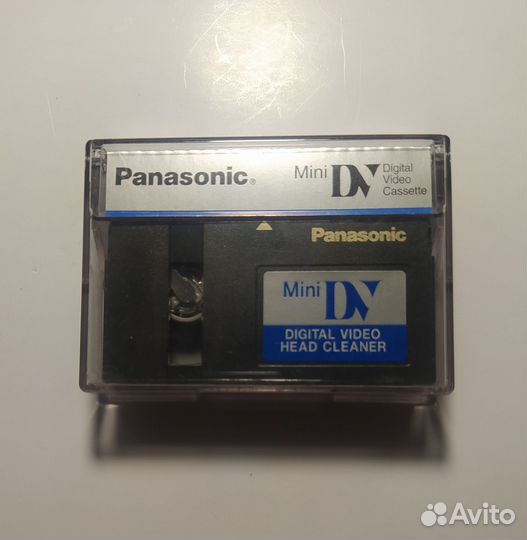 Panasonic®
Mini DV Digital Video Cassette
Panasonic
Mini DV
DIGITAL VIDEO
HEAD CLEANER
Avito